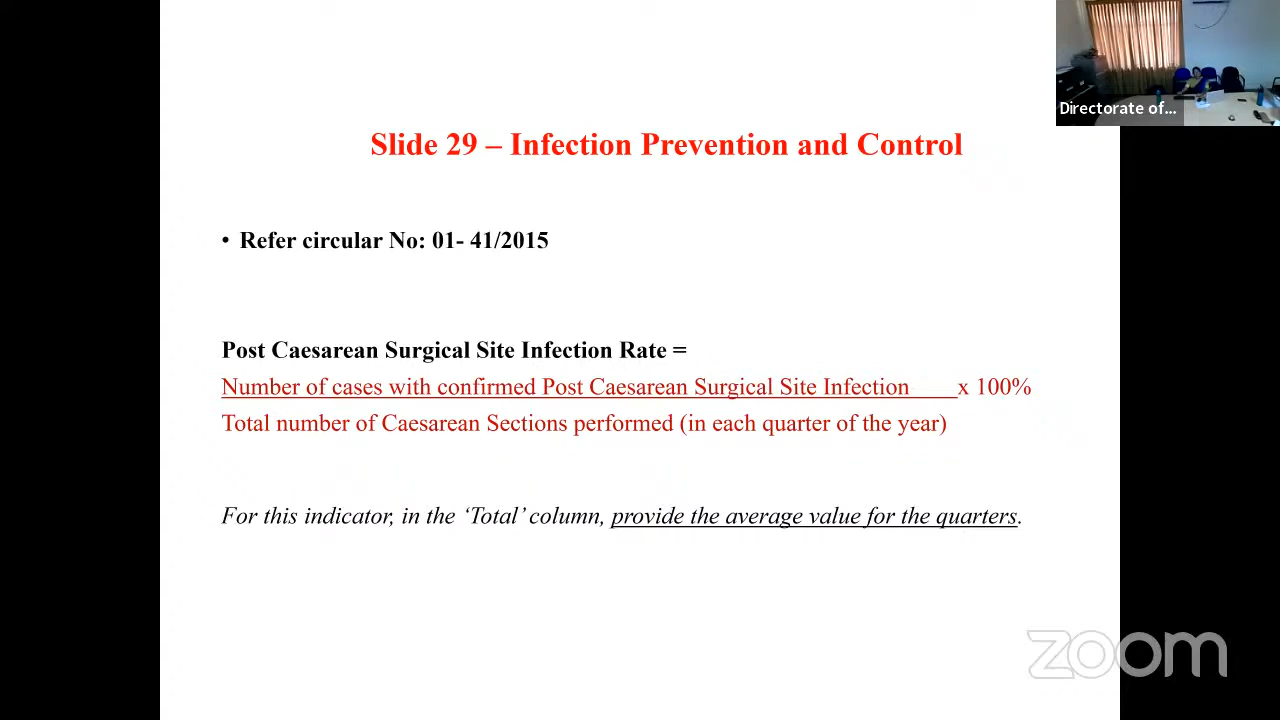 Directorate of...
Slide 29 – Infection Prevention and Control
• Refer circular No: 01- 41/2015
Post Caesarean Surgical Site Infection Rate =
Number of cases with confirmed Post Caesarean Surgical Site Infection x 100%
Total number of Caesarean Sections performed (in each quarter of the year)
For this indicator, in the ‘Total’ column, provide the average value for the quarters.
zoom